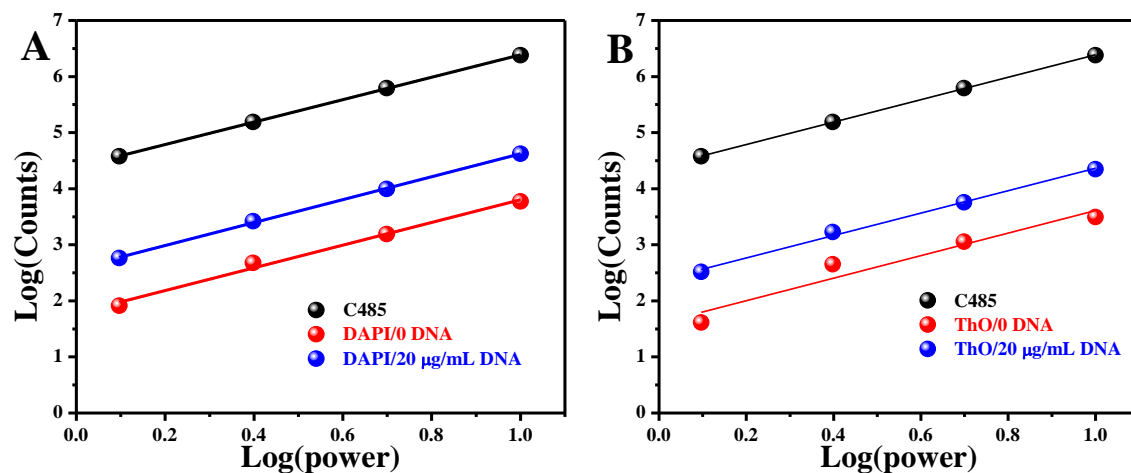 A
Log(Counts)
7
6
5
4
3
2
1
0
C485
DAPI/0 DNA
DAPI/20 μg/mL DNA
0.0 0.2 0.4 0.6 0.8 1.0
Log(power)
B
Log(Counts)
7
6
5
4
3
2
1
0
C485
ThO/0 DNA
ThO/20 μg/mL DNA
0.0 0.2 0.4 0.6 0.8 1.0
Log(power)